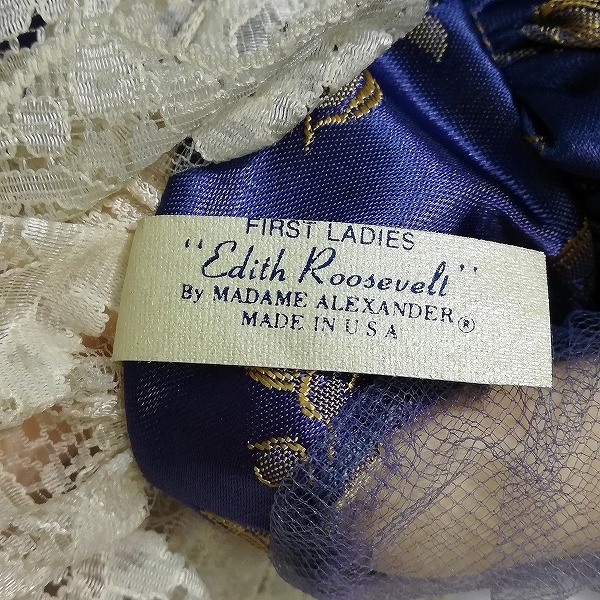 FIRST LADIES
"Edith Roosevelt"
By MADAME ALEXANDER®
MADE IN U S A